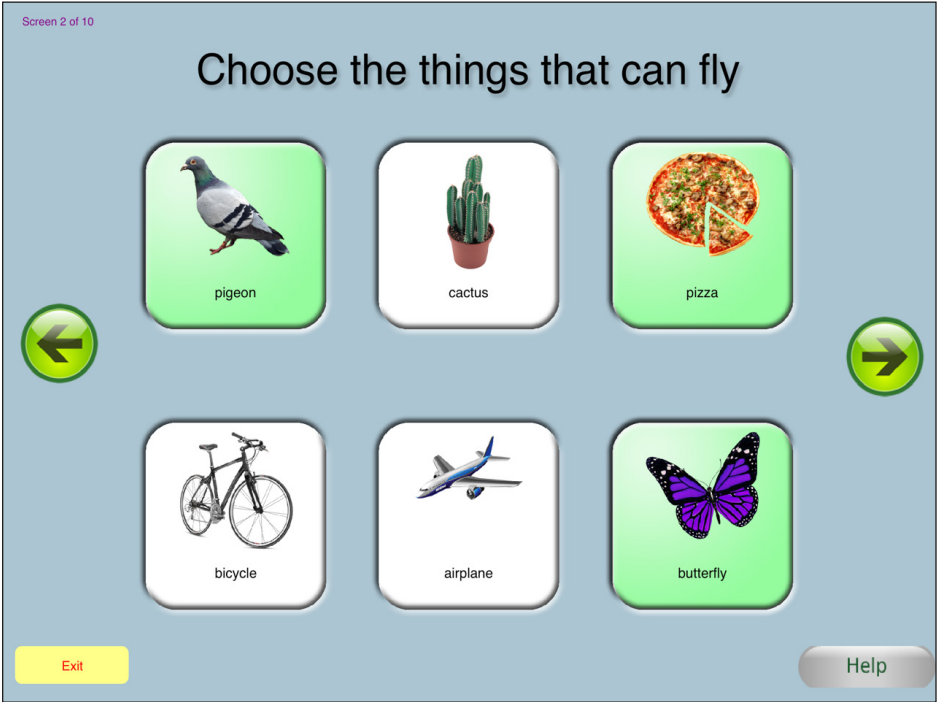 Screen 2 of 10
Choose the things that can fly
pigeon
cactus
pizza
bicycle
airplane
butterfly
Exit
Help